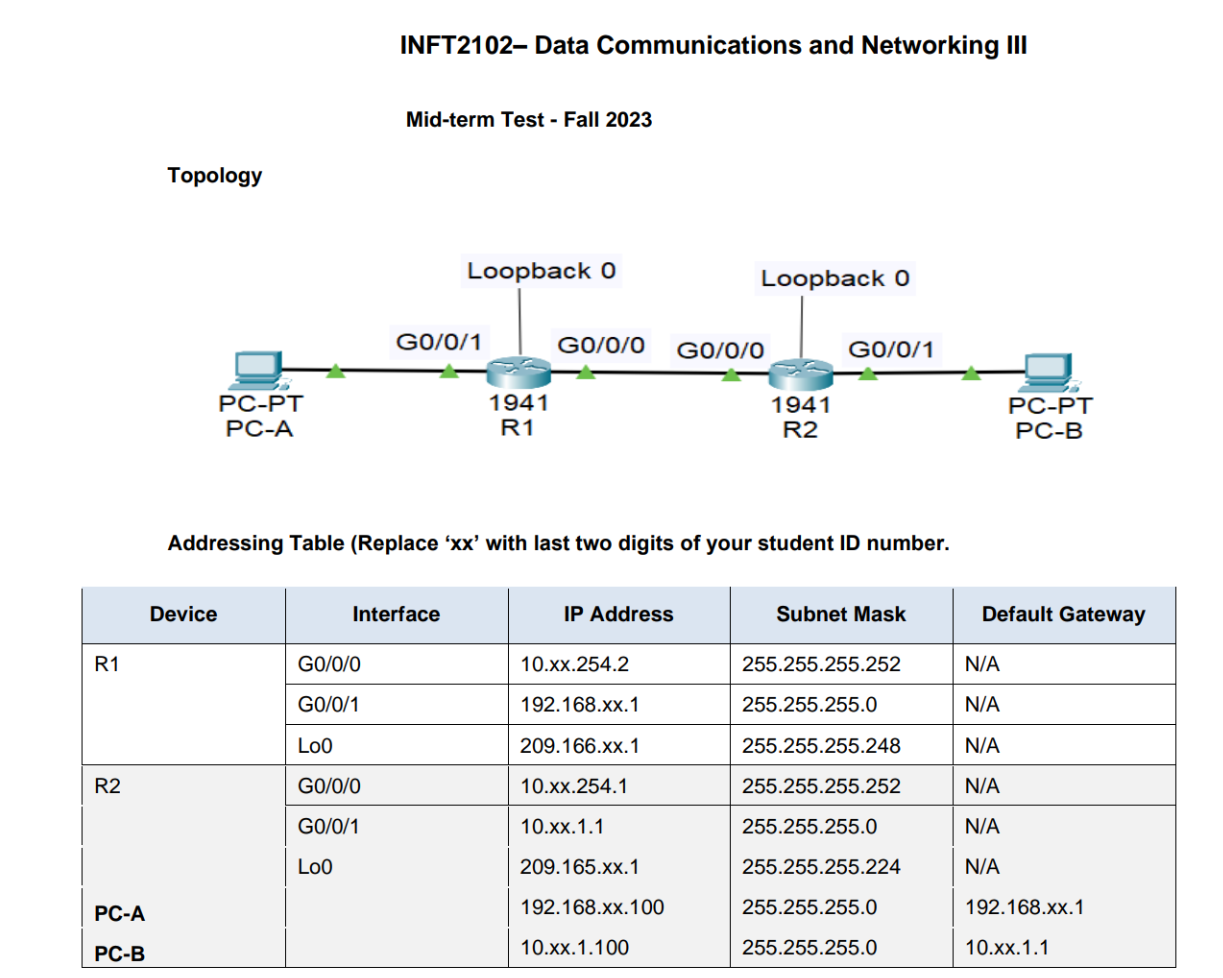 INFT2102– Data Communications and Networking III
Mid-term Test - Fall 2023
Topology
Loopback 0 Loopback 0
G0/0/1 G0/0/0 G0/0/0 G0/0/1
PC-PT 1941 1941 PC-PT
PC-A R1 R2 PC-B
Addressing Table (Replace ‘xx’ with last two digits of your student ID number.
Device Interface IP Address Subnet Mask Default Gateway
R1 G0/0/0 10.xx.254.2 255.255.255.252 N/A
G0/0/1 192.168.xx.1 255.255.255.0 N/A
Lo0 209.166.xx.1 255.255.255.248 N/A
R2 G0/0/0 10.xx.254.1 255.255.255.252 N/A
G0/0/1 10.xx.1.1 255.255.255.0 N/A
Lo0 209.165.xx.1 255.255.255.224 N/A
PC-A 192.168.xx.100 255.255.255.0 192.168.xx.1
PC-B 10.xx.1.100 255.255.255.0 10.xx.1.1